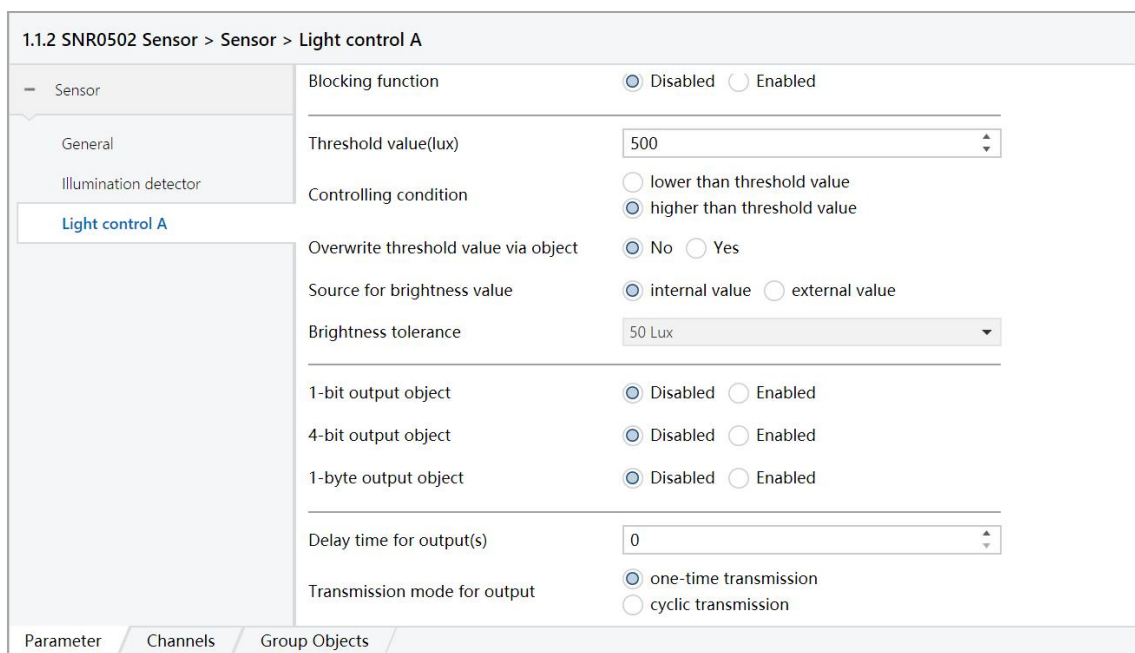 1.1.2 SNR0502 Sensor > Sensor > Light control A
Sensor
General
Illumination detector
Light control A
Blocking function Disabled Enabled
Threshold value(lux) 500
Controlling condition lower than threshold value
higher than threshold value
Overwrite threshold value via object No Yes
Source for brightness value internal value external value
Brightness tolerance 50 Lux
1-bit output object Disabled Enabled
4-bit output object Disabled Enabled
1-byte output object Disabled Enabled
Delay time for output(s) 0
Transmission mode for output one-time transmission
cyclic transmission
Parameter Channels Group Objects